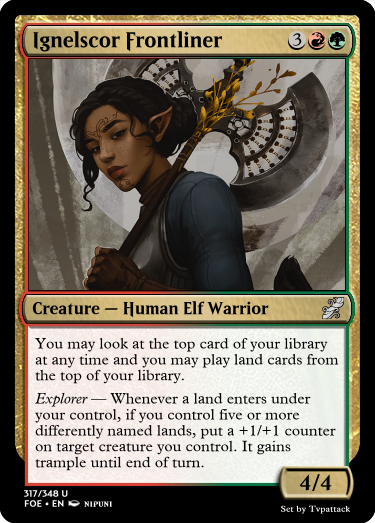 Ignelscor Frontliner 3
Creature — Human Elf Warrior
You may look at the top card of your library
at any time and you may play land cards from
the top of your library.
Explorer — Whenever a land enters under
your control, if you control five or more
differently named lands, put a +1/+1 counter
on target creature you control. It gains
trample until end of turn.
4/4
317/348 U
FOE • EN NIPUNI
Set by Tvpattack